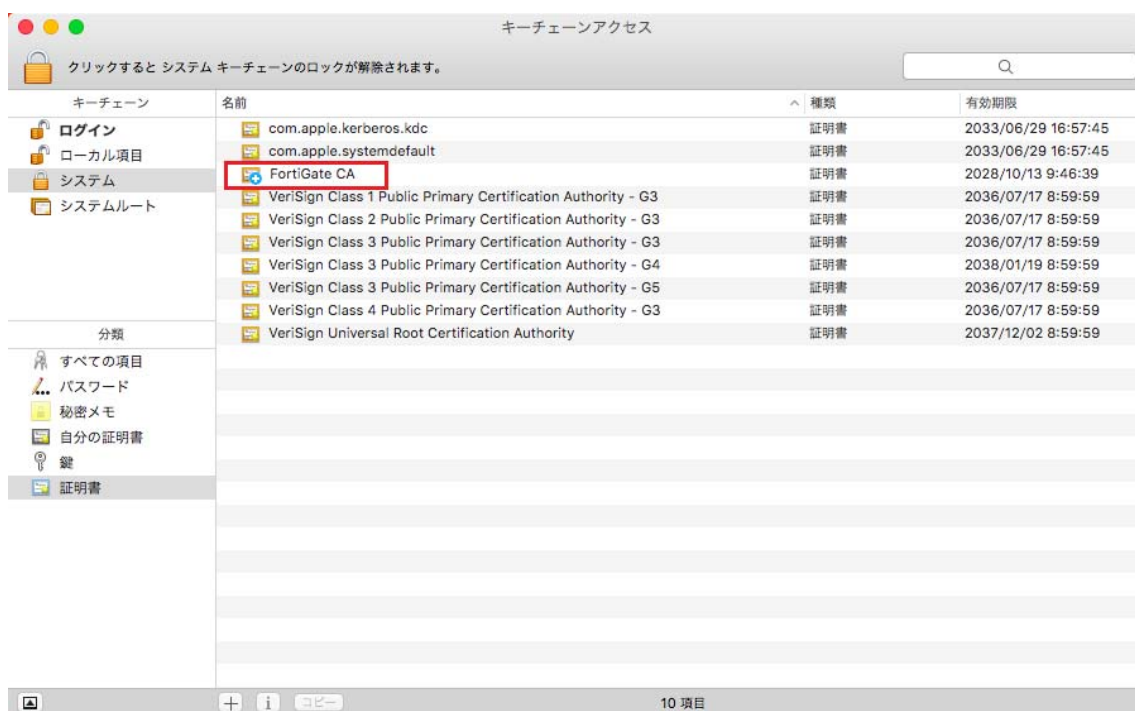 キーチェーンアクセス
クリックすると システム キーチェーンのロックが解除されます。
キーチェーン
ログイン
ローカル項目
システム
システムルート
分類
すべての項目
パスワード
秘密メモ
自分の証明書
鍵
証明書
名前 種類 有効期限
com.apple.kerberos.kdc 証明書 2033/06/29 16:57:45
com.apple.systemdefault 証明書 2033/06/29 16:57:45
FortiGate CA 証明書 2028/10/13 9:46:39
VeriSign Class 1 Public Primary Certification Authority - G3 証明書 2036/07/17 8:59:59
VeriSign Class 2 Public Primary Certification Authority - G3 証明書 2036/07/17 8:59:59
VeriSign Class 3 Public Primary Certification Authority - G3 証明書 2036/07/17 8:59:59
VeriSign Class 3 Public Primary Certification Authority - G4 証明書 2038/01/19 8:59:59
VeriSign Class 3 Public Primary Certification Authority - G5 証明書 2036/07/17 8:59:59
VeriSign Class 4 Public Primary Certification Authority - G3 証明書 2036/07/17 8:59:59
VeriSign Universal Root Certification Authority 証明書 2037/12/02 8:59:59
コピー
10 項目